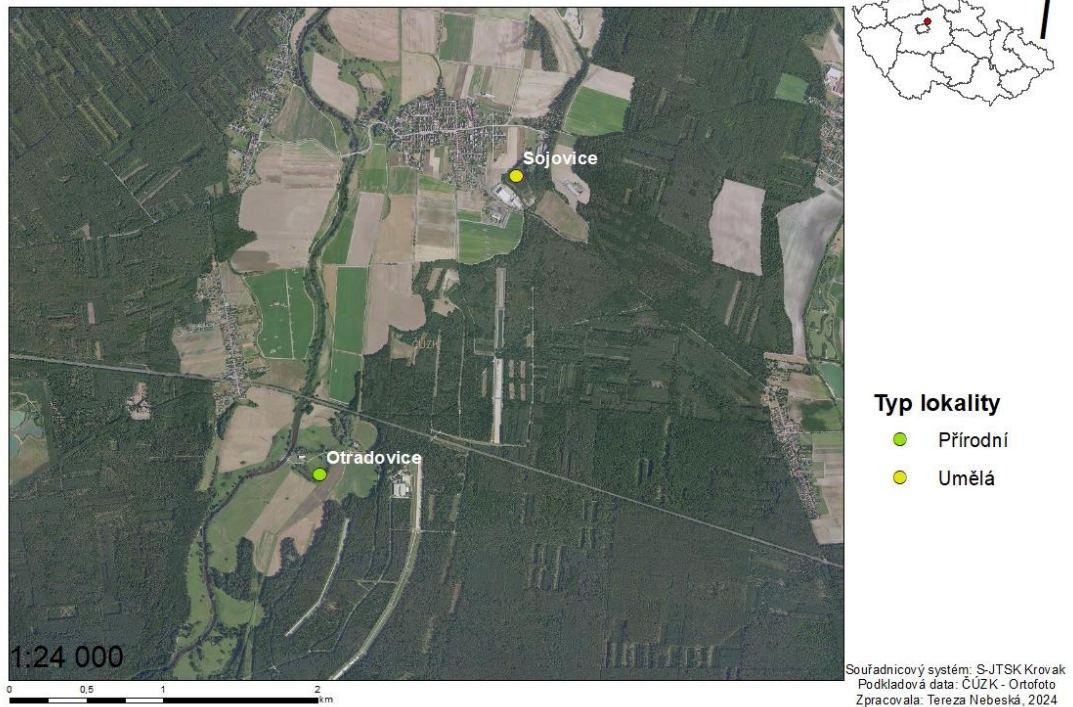 Sojovice
ČÚZK
Otradovice
Typ lokality
Přírodní
Umělá
1:24 000
0 0,5 1 2
km
Souřadnicový systém: S-JTSK Krovak
Podkladová data: ČÚZK - Ortofoto
Zpracovala: Tereza Nebeská, 2024